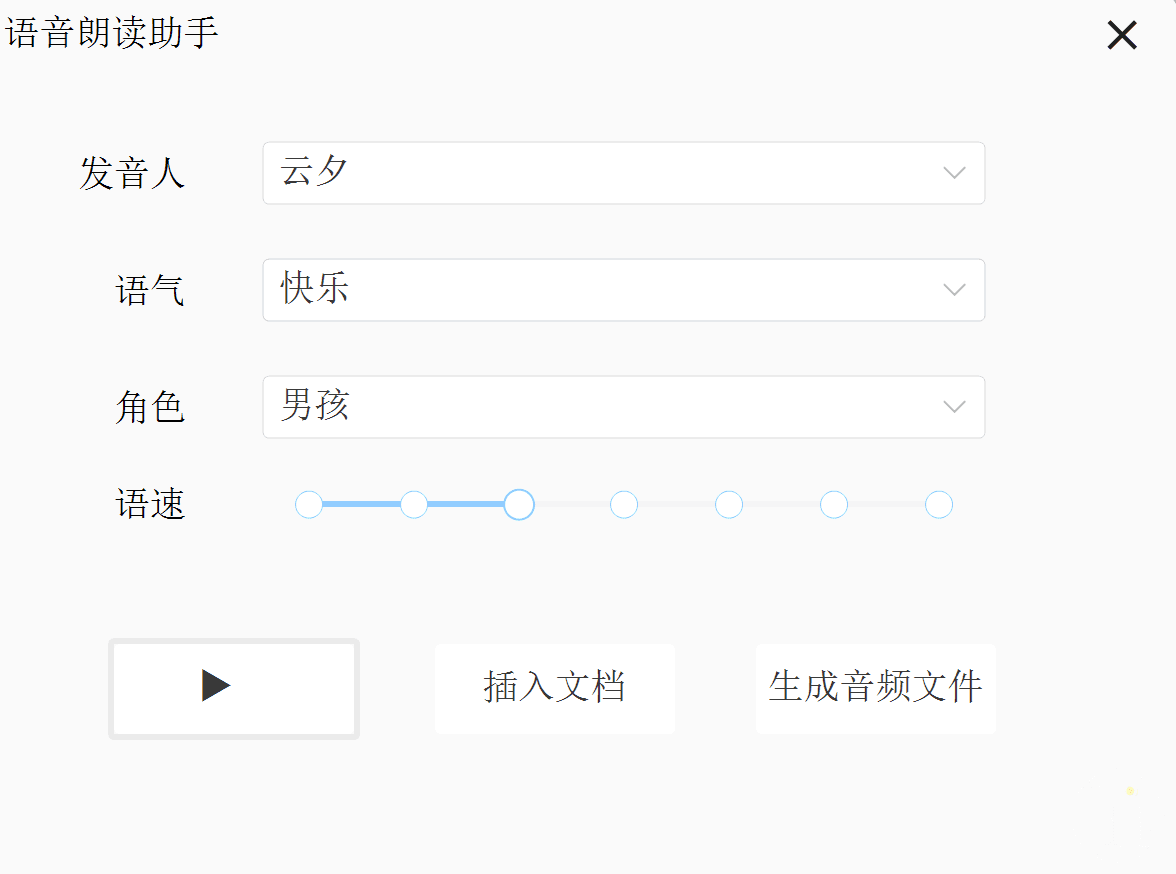 语音朗读助手
发音人 云夕
语气 快乐
角色 男孩
语速
插入文档 生成音频文件